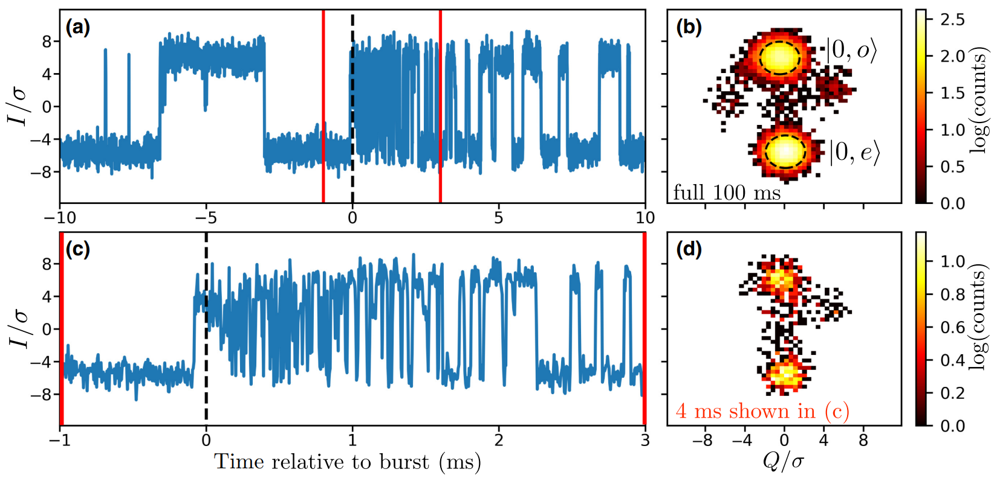 (a)
I/σ
8
4
0
−4
−8
−10
−5
0
5
10
(b)
|0, o⟩
|0, e⟩
full 100 ms
2.5
2.0
1.5
1.0
0.5
0.0
log(counts)
(c)
I/σ
8
4
0
−4
−8
−1
0
1
2
3
Time relative to burst (ms)
(d)
4 ms shown in (c)
−8
−4
0
4
8
Q/σ
1.0
0.8
0.6
0.4
0.2
0.0
log(counts)